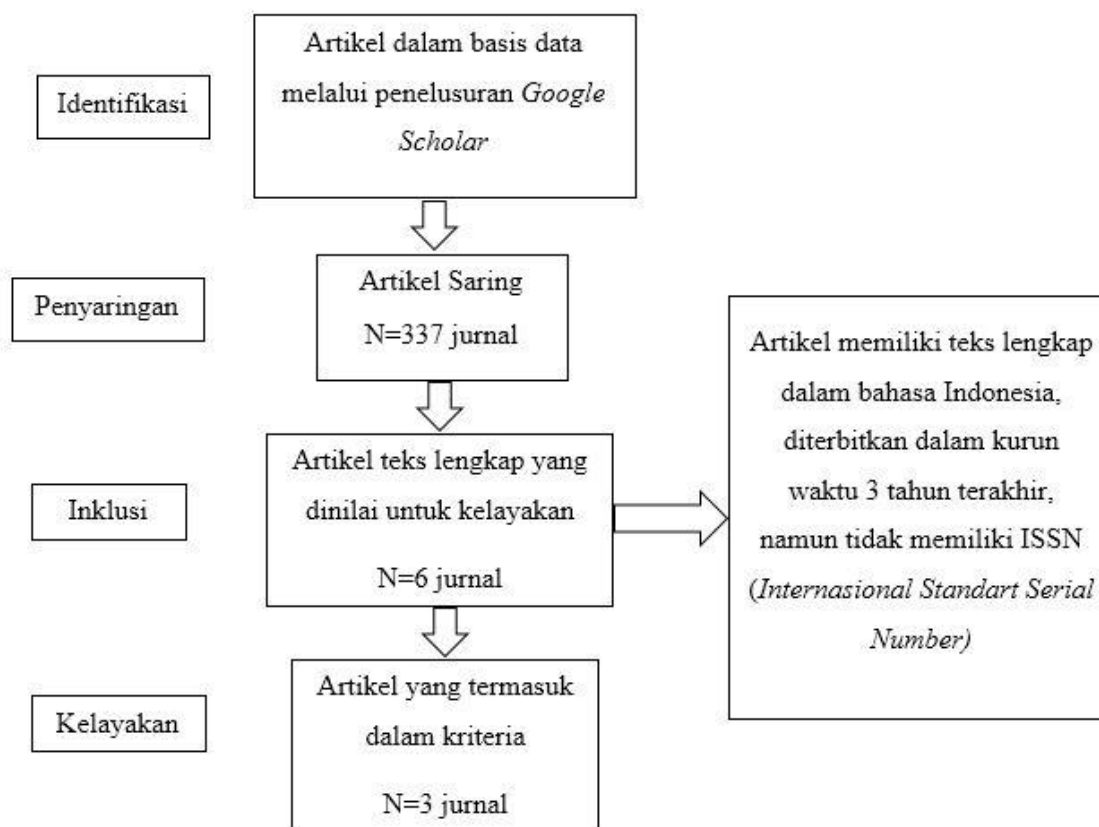 Identifikasi
Artikel dalam basis data
melalui penelusuran Google
Scholar
Penyaringan
Artikel Saring
N=337 jurnal
Inklusi
Artikel teks lengkap yang
dinilai untuk kelayakan
N=6 jurnal
Artikel memiliki teks lengkap
dalam bahasa Indonesia,
diterbitkan dalam kurun
waktu 3 tahun terakhir,
namun tidak memiliki ISSN
(Internasional Standart Serial
Number)
Kelayakan
Artikel yang termasuk
dalam kriteria
N=3 jurnal